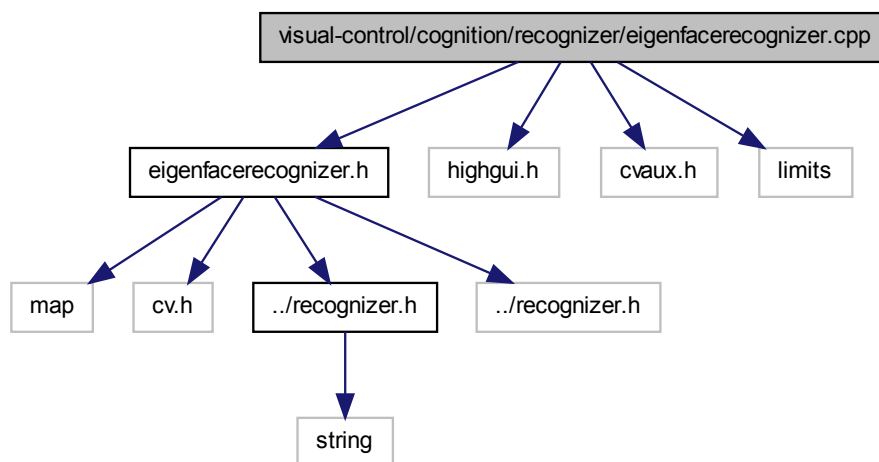 visual-control/cognition/recognizer/eigenfacerecognizer.cpp
eigenfacerecognizer.h
highgui.h
cvaux.h
limits
map
cv.h
../recognizer.h
../recognizer.h
string